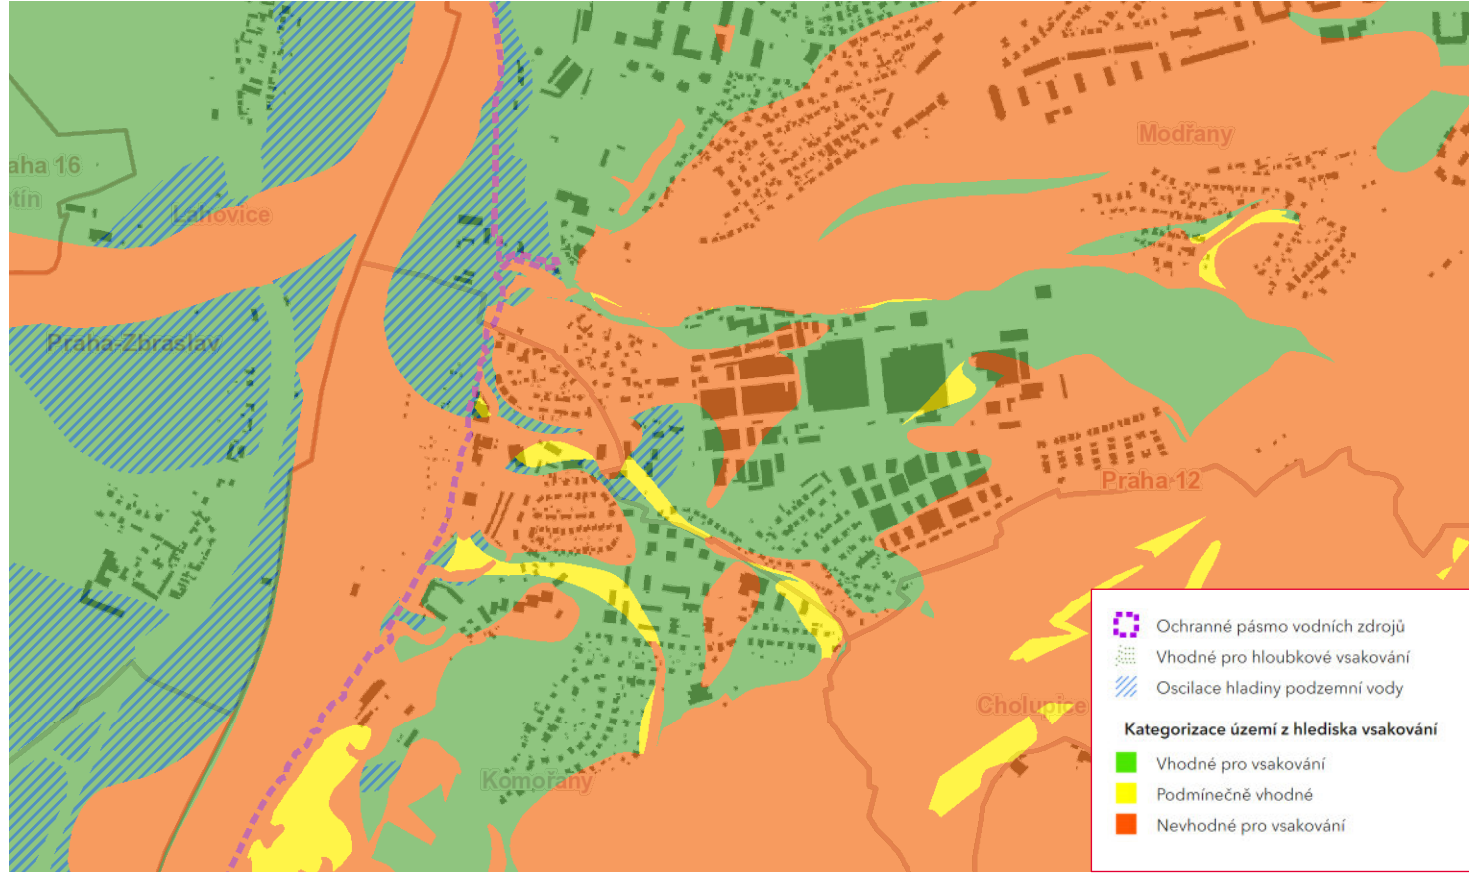 Modřany
aha 16
tín
Lahovice
Praha-Zbraslav
Praha 12
Cholupice
Komořany
Ochranné pásmo vodních zdrojů
Vhodné pro hloubkové vsakování
Oscilace hladiny podzemní vody
Kategorizace území z hlediska vsakování
Vhodné pro vsakování
Podmínečně vhodné
Nevhodné pro vsakování